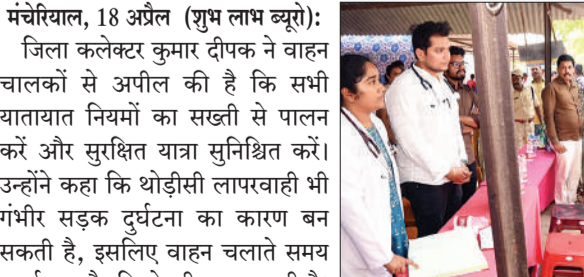 मंचेरियाल, 18 अप्रैल (शुभ लाभ ब्यूरो):
जिला कलेक्टर कुमार दीपक ने वाहन
चालकों से अपील की है कि सभी
यातायात नियमों का सख्ती से पालन
करें और सुरक्षित यात्रा सुनिश्चित करें।
उन्होंने कहा कि थोड़ीसी लापरवाही भी
गंभीर सड़क दुर्घटना का कारण बन
सकती है, इसलिए वाहन चलाते समय